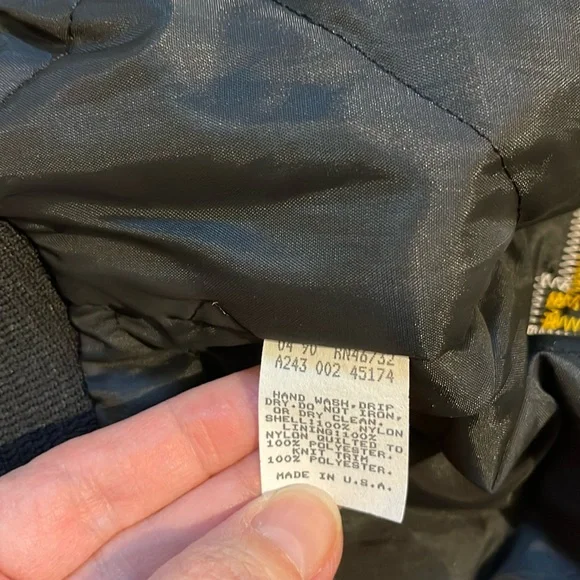 04 90 RN46732
A243 002 45174
HAND WASH,DRIP
DRY.DO NOT IRON,
OR DRY CLEAN.
SHELL:100% NYLON
LINING:100%
NYLON QUILTED TO
100% POLYESTER.
KNIT TRIM
100% POLYESTER.
MADE IN U.S.A.